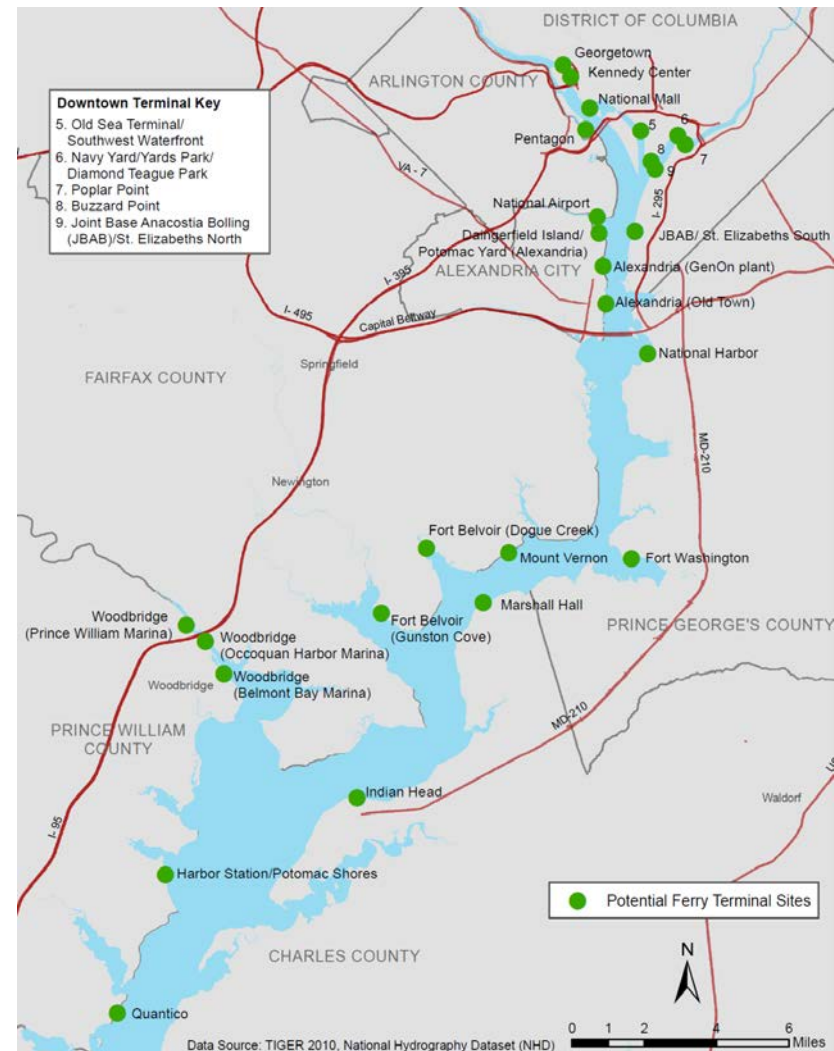 DISTRICT OF COLUMBIA
Georgetown
Kennedy Center
ARLINGTON COUNTY
National Mall
Downtown Terminal Key
5. Old Sea Terminal/
Southwest Waterfront
6. Navy Yard/Yards Park/
Diamond Teague Park
7. Poplar Point
8. Buzzard Point
9. Joint Base Anacostia Bolling
(JBAB)/St. Elizabeths North
Pentagon
5
6
7
8
9
VA - 7
I- 295
National Airport
Daingerfield Island/
Potomac Yard (Alexandria)
JBAB/ St. Elizabeths South
ALEXANDRIA CITY
Alexandria (GenOn plant)
I- 395
Alexandria (Old Town)
I- 495
Capital Beltway
National Harbor
Springfield
FAIRFAX COUNTY
MD-210
Newington
Fort Belvoir (Dogue Creek)
Mount Vernon
Fort Washington
Marshall Hall
Fort Belvoir
(Gunston Cove)
Woodbridge
(Prince William Marina)
Woodbridge
(Occoquan Harbor Marina)
PRINCE GEORGE'S COUNTY
Woodbridge
Woodbridge
(Belmont Bay Marina)
PRINCE WILLIAM
COUNTY
MD-210
Indian Head
Waldorf
I- 95
Harbor Station/Potomac Shores
Potential Ferry Terminal Sites
CHARLES COUNTY
N
Quantico
0 1 2 4 6
Miles
Data Source: TIGER 2010, National Hydrography Dataset (NHD)